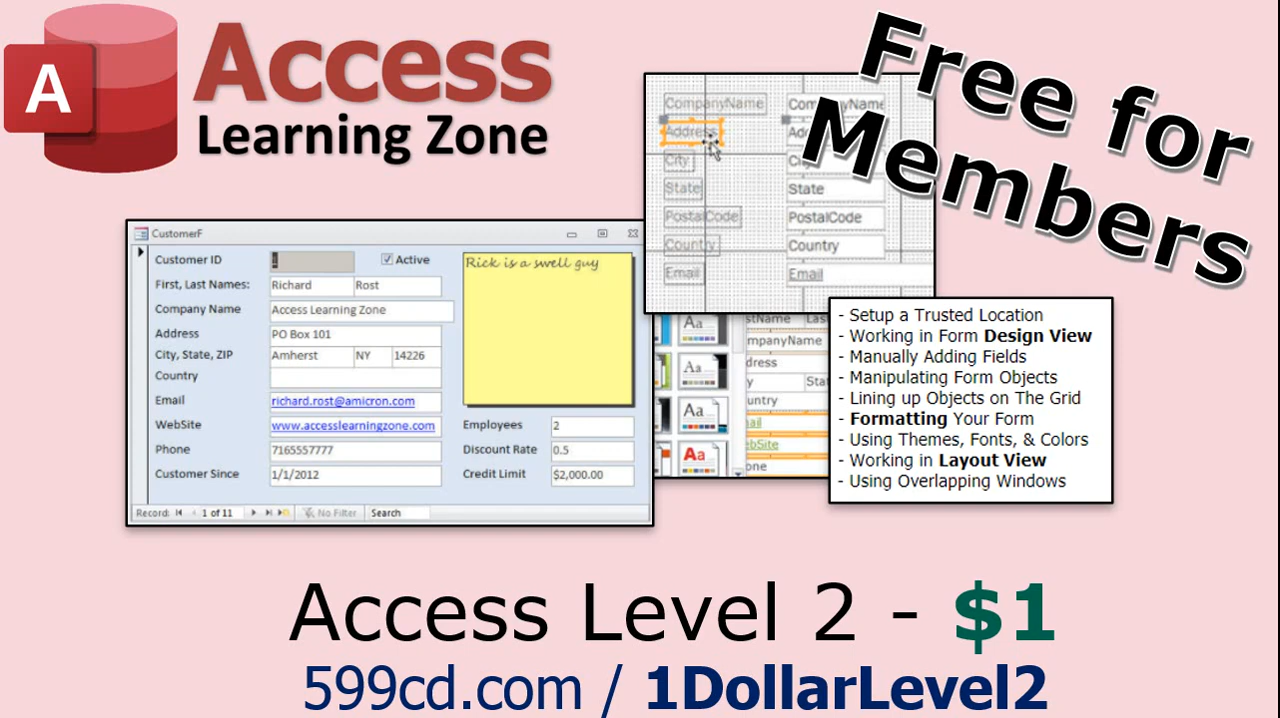 A
Access
Learning Zone
Free for
Members
CompanyName
Address
City
State State
PostalCode PostalCode
Country Country
Email Email
CustomerF
Customer ID Active
First, Last Names: Richard Rost
Company Name Access Learning Zone
Address PO Box 101
City, State, ZIP Amherst NY 14226
Country
Email richard.rost@amicron.com
WebSite www.accesslearningzone.com
Phone 7165557777
Customer Since 1/1/2012
Rick is a swell guy
Employees 2
Discount Rate 0.5
Credit Limit $2,000.00
Record: 1 of 11 No Filter Search
Aa
Aa
Aa
Aa
- Setup a Trusted Location
- Working in Form Design View
- Manually Adding Fields
- Manipulating Form Objects
- Lining up Objects on The Grid
- Formatting Your Form
- Using Themes, Fonts, & Colors
- Working in Layout View
- Using Overlapping Windows
Access Level 2 - $1
599cd.com / 1DollarLevel2